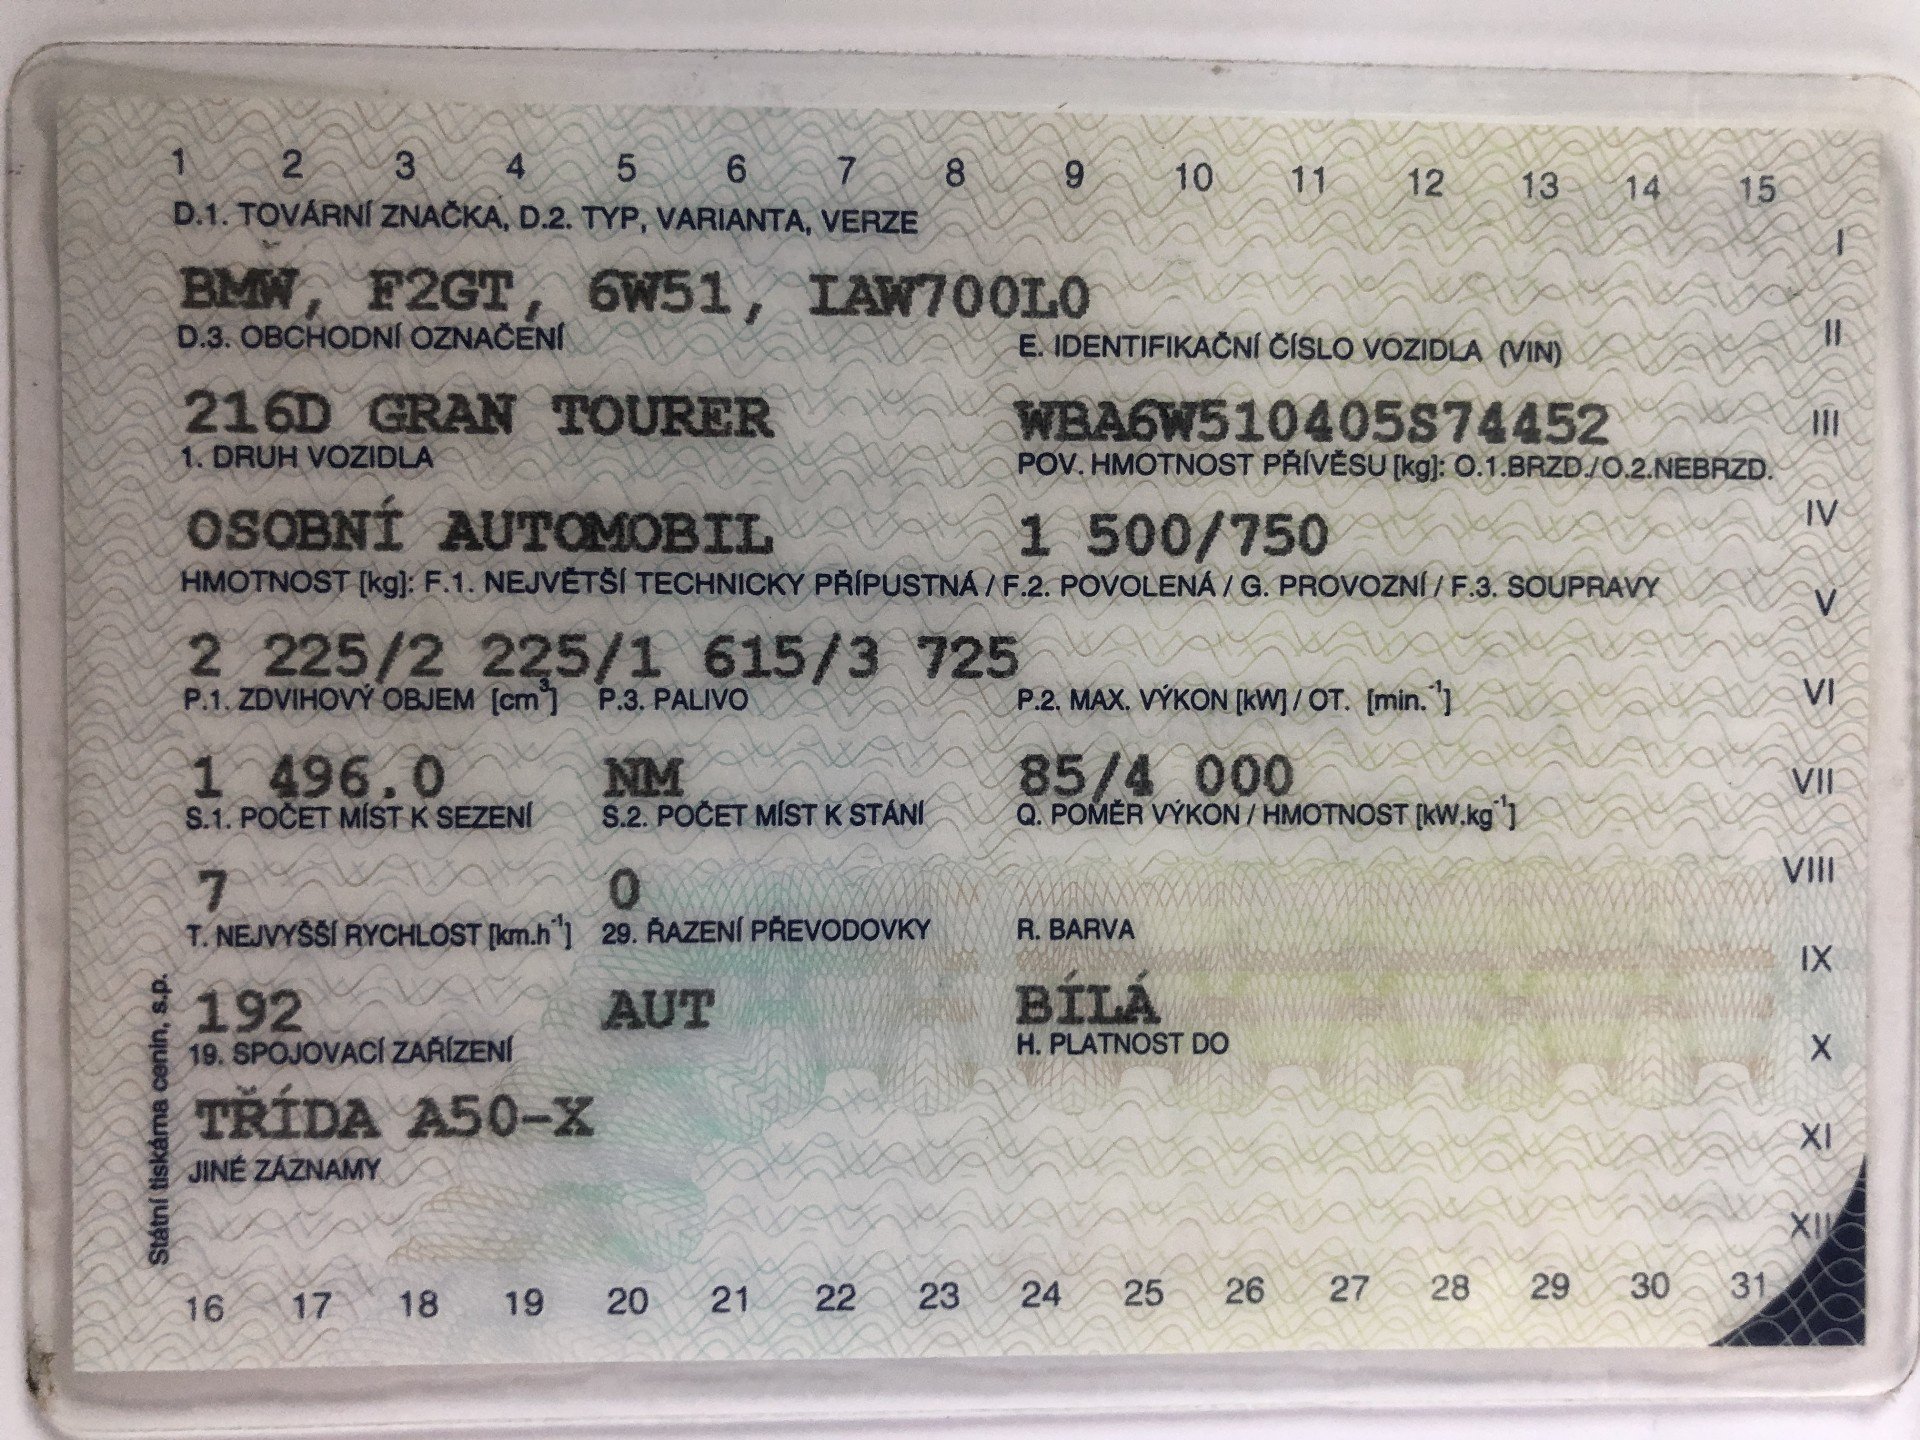 1 2 3 4 5 6 7 8 9 10 11 12 13 14 15
D.1. TOVÁRNÍ ZNAČKA, D.2. TYP, VARIANTA, VERZE
I
BMW, F2GT, 6W51, IAW700L0
D.3. OBCHODNÍ OZNAČENÍ E. IDENTIFIKAČNÍ ČÍSLO VOZIDLA (VIN)
II
216D GRAN TOURER WBA6W510405S74452
III
1. DRUH VOZIDLA POV. HMOTNOST PŘÍVĚSU [kg]: O.1.BRZD./O.2.NEBRZD.
OSOBNÍ AUTOMOBIL 1 500/750
IV
HMOTNOST [kg]: F.1. NEJVĚTŠÍ TECHNICKY PŘÍPUSTNÁ / F.2. POVOLENÁ / G. PROVOZNÍ / F.3. SOUPRAVY
V
2 225/2 225/1 615/3 725
P.1. ZDVIHOVÝ OBJEM [cm³] P.3. PALIVO P.2. MAX. VÝKON [kW] / OT. [min.⁻¹]
VI
1 496.0 NM 85/4 000
VII
S.1. POČET MÍST K SEZENÍ S.2. POČET MÍST K STÁNÍ Q. POMĚR VÝKON / HMOTNOST [kW.kg⁻¹]
7 0
VIII
T. NEJVYŠŠÍ RYCHLOST [km.h⁻¹] 29. ŘAZENÍ PŘEVODOVKY R. BARVA
IX
192 AUT BÍLÁ
19. SPOJOVACÍ ZAŘÍZENÍ H. PLATNOST DO
X
TŘÍDA A50-X
XI
JINÉ ZÁZNAMY
XII
Státní tiskárna cenin, s.p.
16 17 18 19 20 21 22 23 24 25 26 27 28 29 30 31